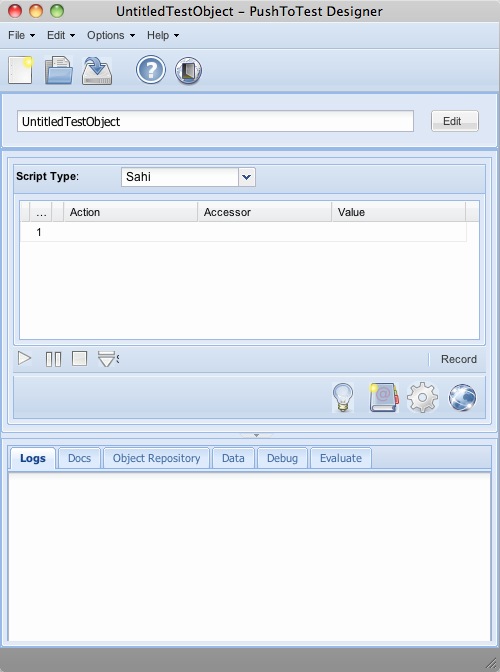 UntitledTestObject – PushToTest Designer
File Edit Options Help
UntitledTestObject Edit
Script Type: Sahi
... Action Accessor Value
1
Record
Logs Docs Object Repository Data Debug Evaluate